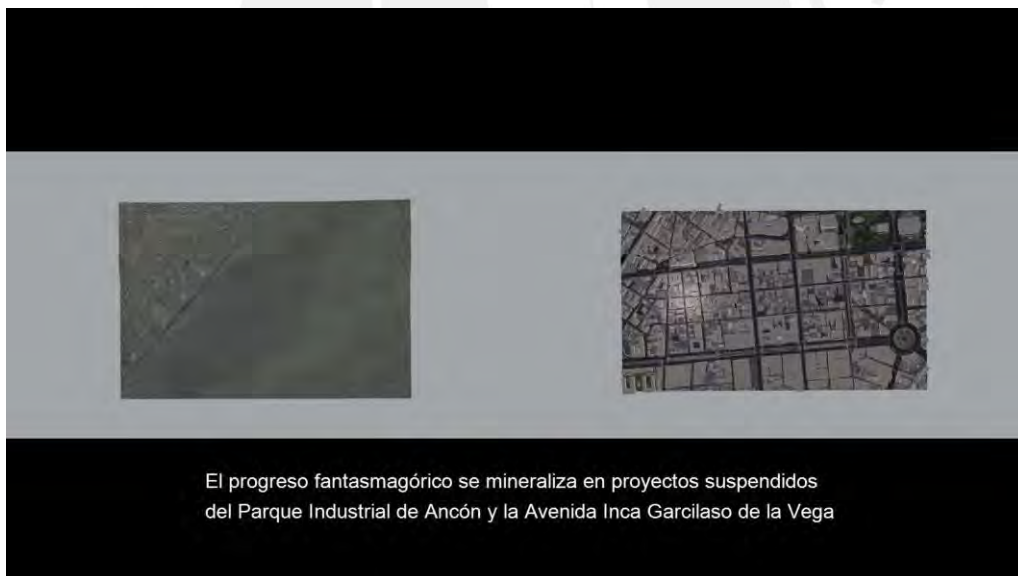 El progreso fantasmagórico se mineraliza en proyectos suspendidos
del Parque Industrial de Ancón y la Avenida Inca Garcilaso de la Vega